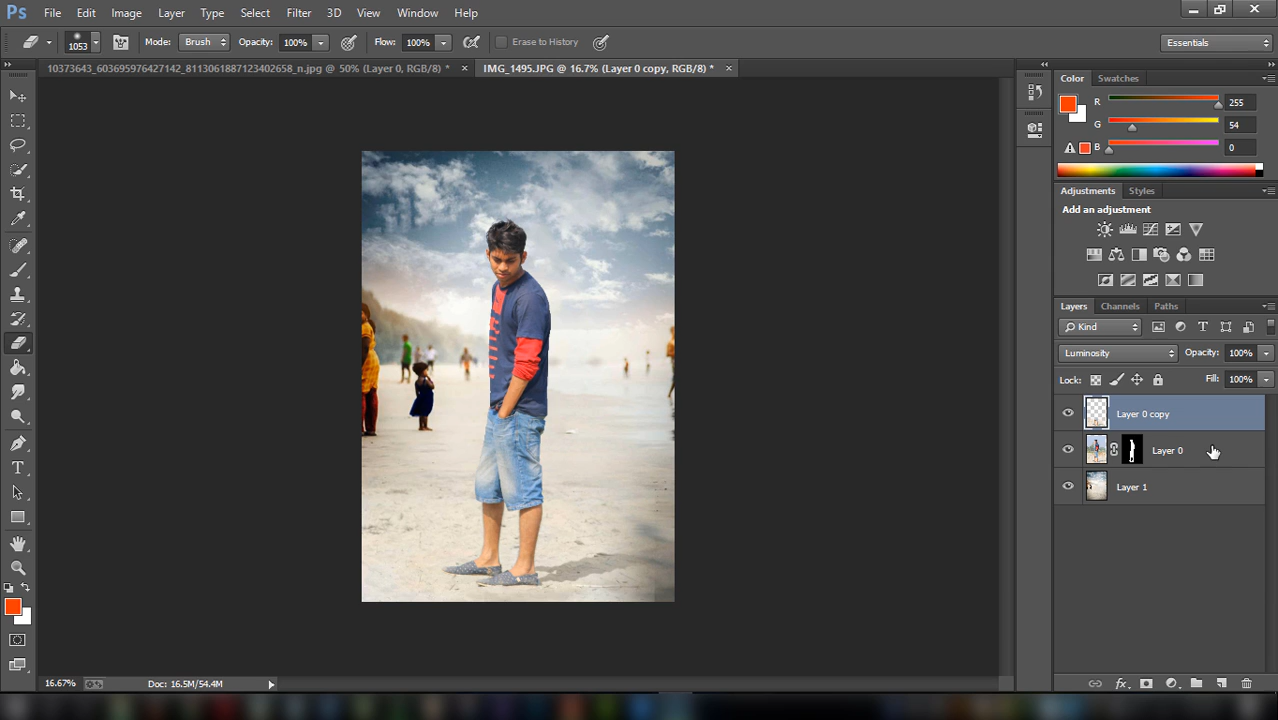 Ps File Edit Image Layer Type Select Filter 3D View Window Help
1053 Mode: Brush Opacity: 100% Flow: 100% Erase to History Essentials
10373643_603695976427142_8113061887123402658_n.jpg @ 50% (Layer 0, RGB/8) * × IMG_1495.JPG @ 16.7% (Layer 0 copy, RGB/8) * ×
Color Swatches
R 255
G 54
B 0
Adjustments Styles
Add an adjustment
Layers Channels Paths
Kind
Luminosity Opacity: 100%
Lock: Fill: 100%
Layer 0 copy
Layer 0
Layer 1
fx
16.67% Doc: 16.5M/54.4M